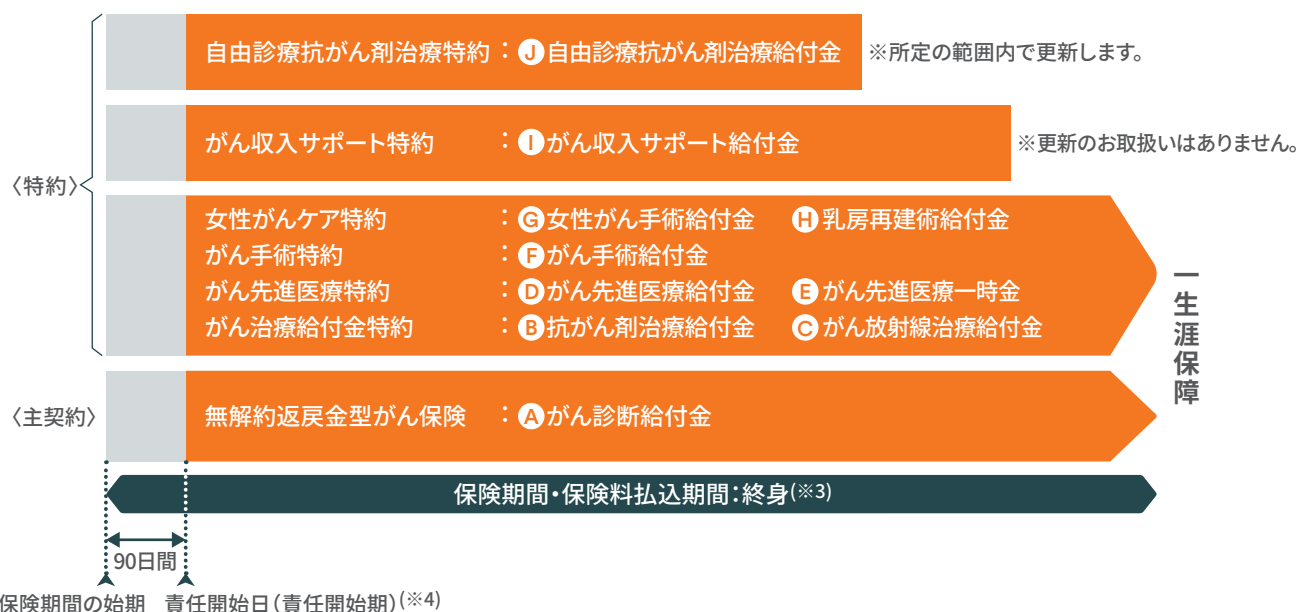 自由診療抗がん剤治療特約：J自由診療抗がん剤治療給付金 ※所定の範囲内で更新します。
がん収入サポート特約：Iがん収入サポート給付金 ※更新のお取扱いはありません。
〈特約〉
女性がんケア特約：G女性がん手術給付金 H乳房再建術給付金
がん手術特約：Fがん手術給付金
がん先進医療特約：Dがん先進医療給付金 Eがん先進医療一時金
がん治療給付金特約：B抗がん剤治療給付金 Cがん放射線治療給付金
一生涯保障
〈主契約〉 無解約返戻金型がん保険：Aがん診断給付金
保険期間・保険料払込期間：終身(※3)
90日間
保険期間の始期 責任開始日（責任開始期）(※4)